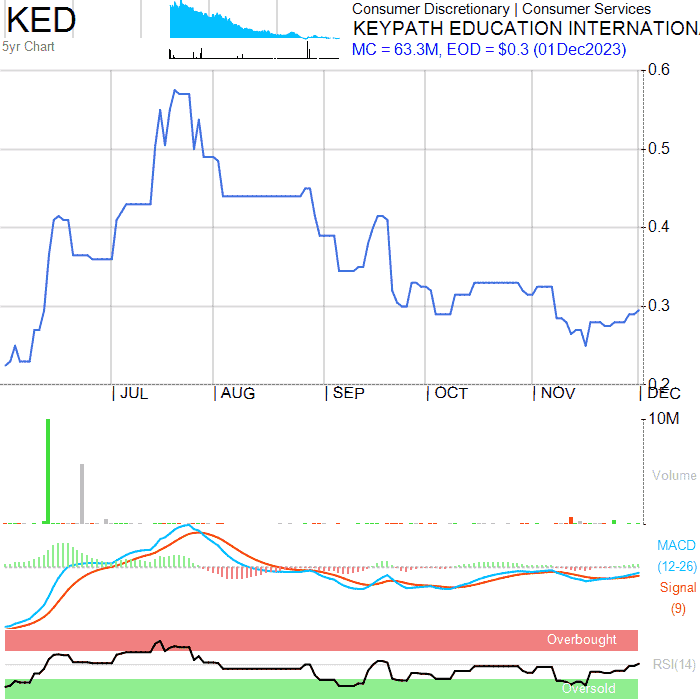 KED
5yr Chart
Consumer Discretionary | Consumer Services
KEYPATH EDUCATION INTERNATION
MC = 63.3M, EOD = $0.3 (01Dec2023)
0.6
0.5
0.4
0.3
0.2
JUL AUG SEP OCT NOV DEC
10M
Volume
MACD
(12-26)
Signal
(9)
Overbought
RSI(14)
Oversold